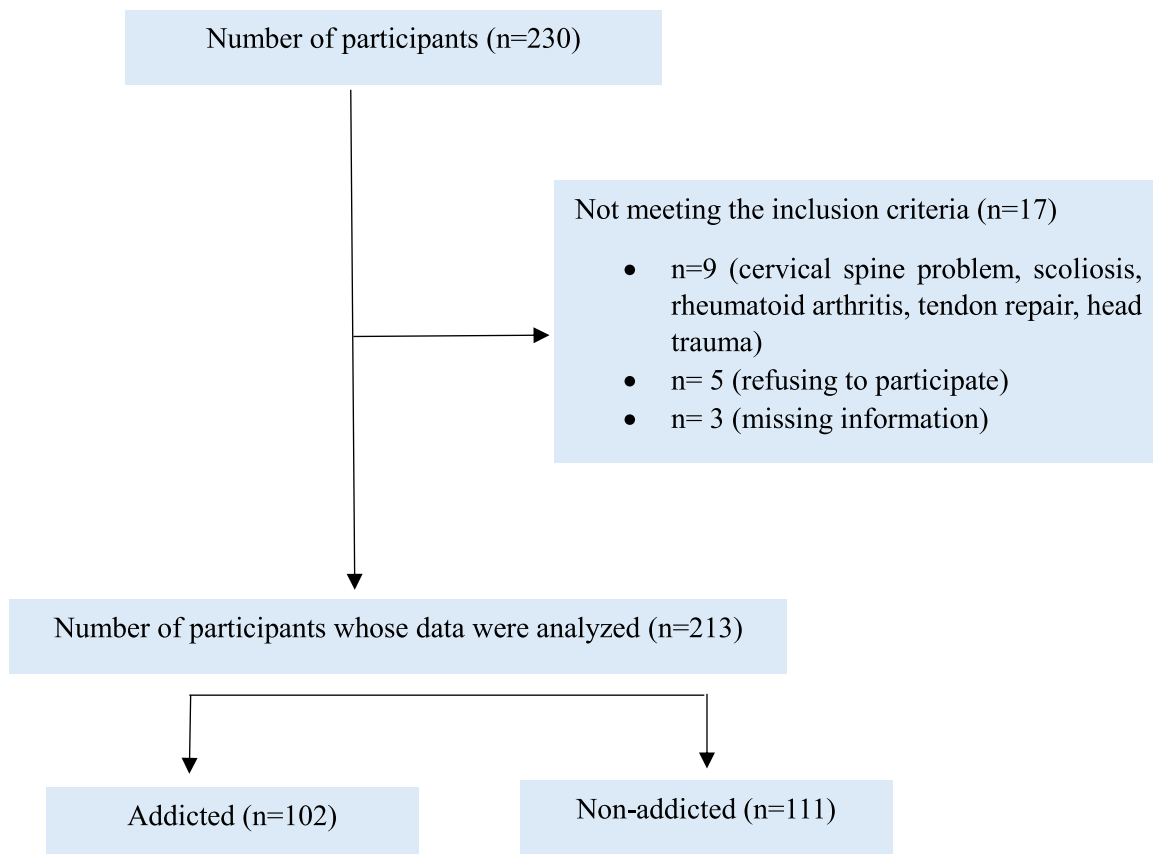 Number of participants (n=230)
Not meeting the inclusion criteria (n=17)
• n=9 (cervical spine problem, scoliosis,
rheumatoid arthritis, tendon repair, head
trauma)
• n= 5 (refusing to participate)
• n= 3 (missing information)
Number of participants whose data were analyzed (n=213)
Addicted (n=102)
Non-addicted (n=111)